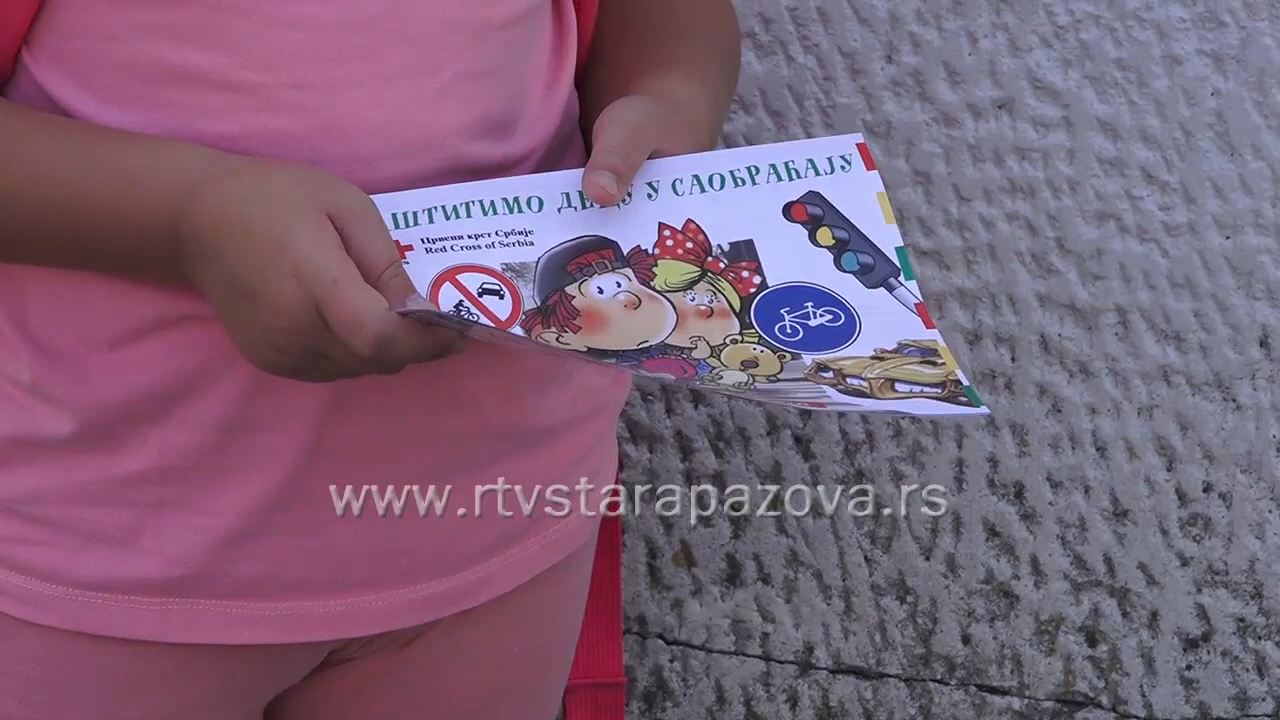 ШТИТИМО ДЕЦУ У САОБРАЋАЈУ
Црвени крст Србије
Red Cross of Serbia
www.rtvstarapazova.rs